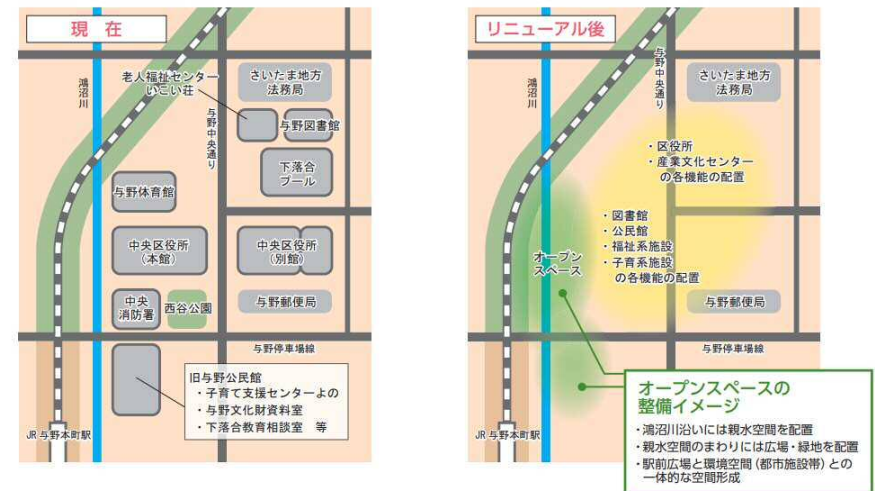 現 在
鴻沼川
老人福祉センター
いこい荘
さいたま地方
法務局
与野図書館
与野中央通り
下落合
プール
与野体育館
中央区役所
(本館)
中央区役所
(別館)
中央
消防署
西谷公園
与野郵便局
与野停車場線
旧与野公民館
・子育て支援センターよの
・与野文化財資料室
・下落合教育相談室 等
JR与野本町駅
リニューアル後
鴻沼川
与野中央通り
さいたま地方
法務局
・区役所
・産業文化センター
の各機能の配置
・図書館
・公民館
・福祉系施設
・子育系施設
の各機能の配置
オープン
スペース
与野郵便局
与野停車場線
JR与野本町駅
オープンスペースの
整備イメージ
・鴻沼川沿いには親水空間を配置
・親水空間のまわりには広場・緑地を配置
・駅前広場と環境空間(都市施設帯)との
一体的な空間形成